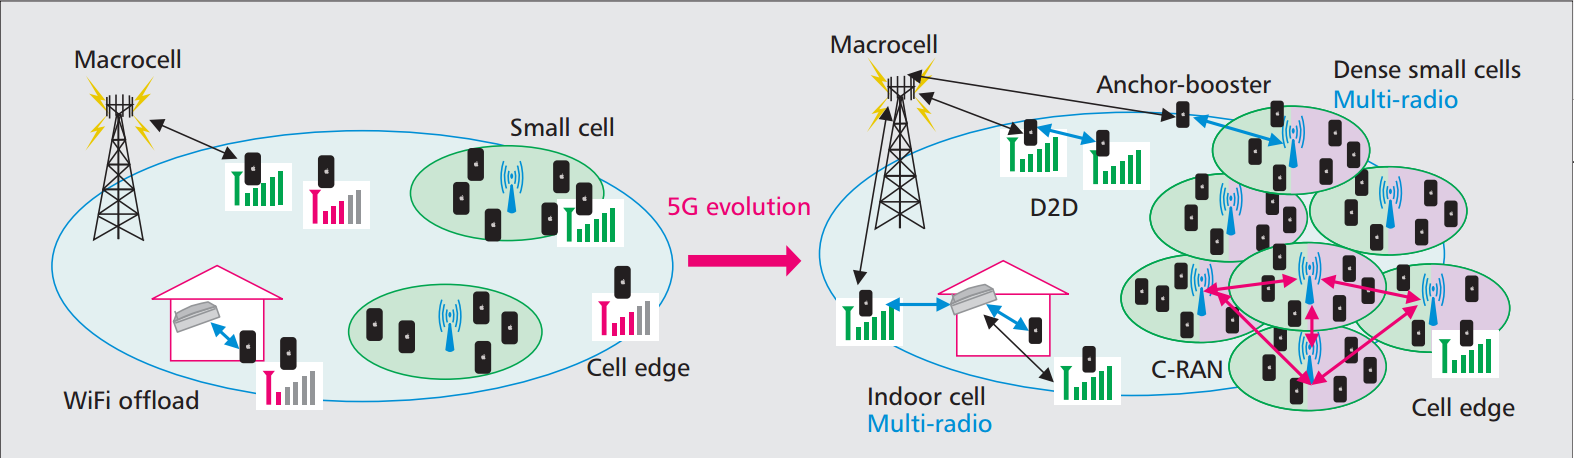 Macrocell
Small cell
Cell edge
WiFi offload
5G evolution
Macrocell
Anchor-booster
Dense small cells
Multi-radio
D2D
C-RAN
Indoor cell
Multi-radio
Cell edge